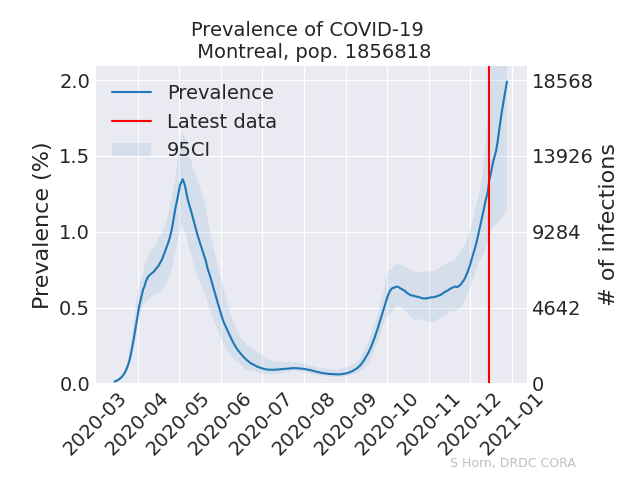 Prevalence of COVID-19
Montreal, pop. 1856818
Prevalence
Latest data
95CI
Prevalence (%)
2.0
1.5
1.0
0.5
0.0
18568
13926
9284
4642
0
# of infections
2020-03
2020-04
2020-05
2020-06
2020-07
2020-08
2020-09
2020-10
2020-11
2020-12
2021-01
S Horn, DRDC CORA